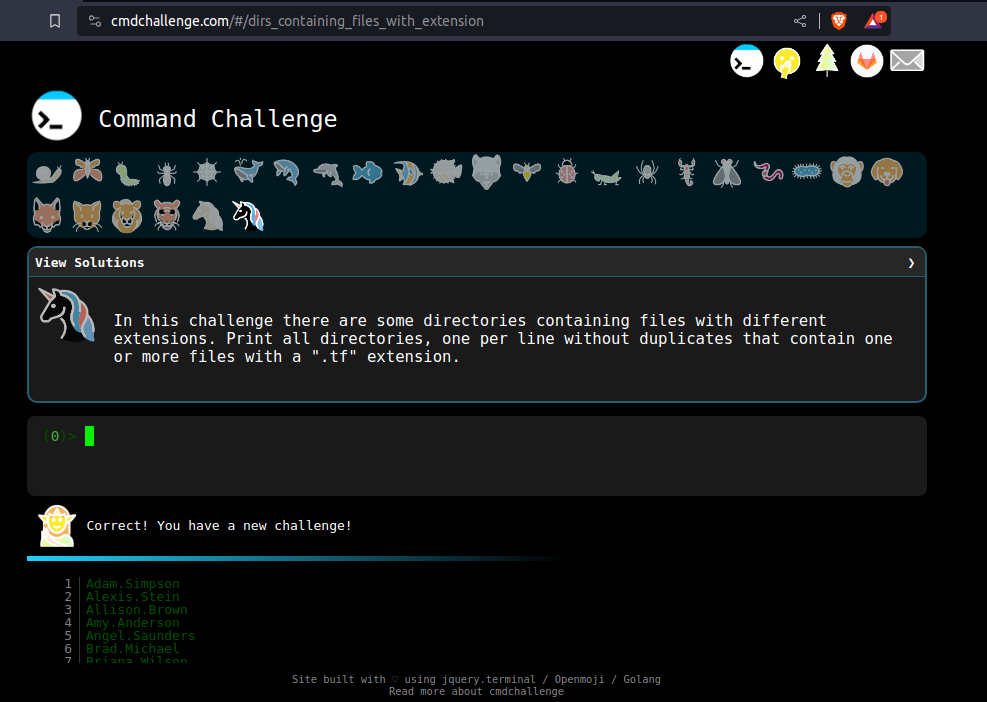 cmdchallenge.com/#/dirs_containing_files_with_extension
1
Command Challenge
View Solutions ❯
In this challenge there are some directories containing files with different
extensions. Print all directories, one per line without duplicates that contain one
or more files with a ".tf" extension.
(0)>
Correct! You have a new challenge!
1 Adam.Simpson
2 Alexis.Stein
3 Allison.Brown
4 Amy.Anderson
5 Angel.Saunders
6 Brad.Michael
7 Briana.Wilson
Site built with ♡ using jquery.terminal / Openmoji / Golang
Read more about cmdchallenge